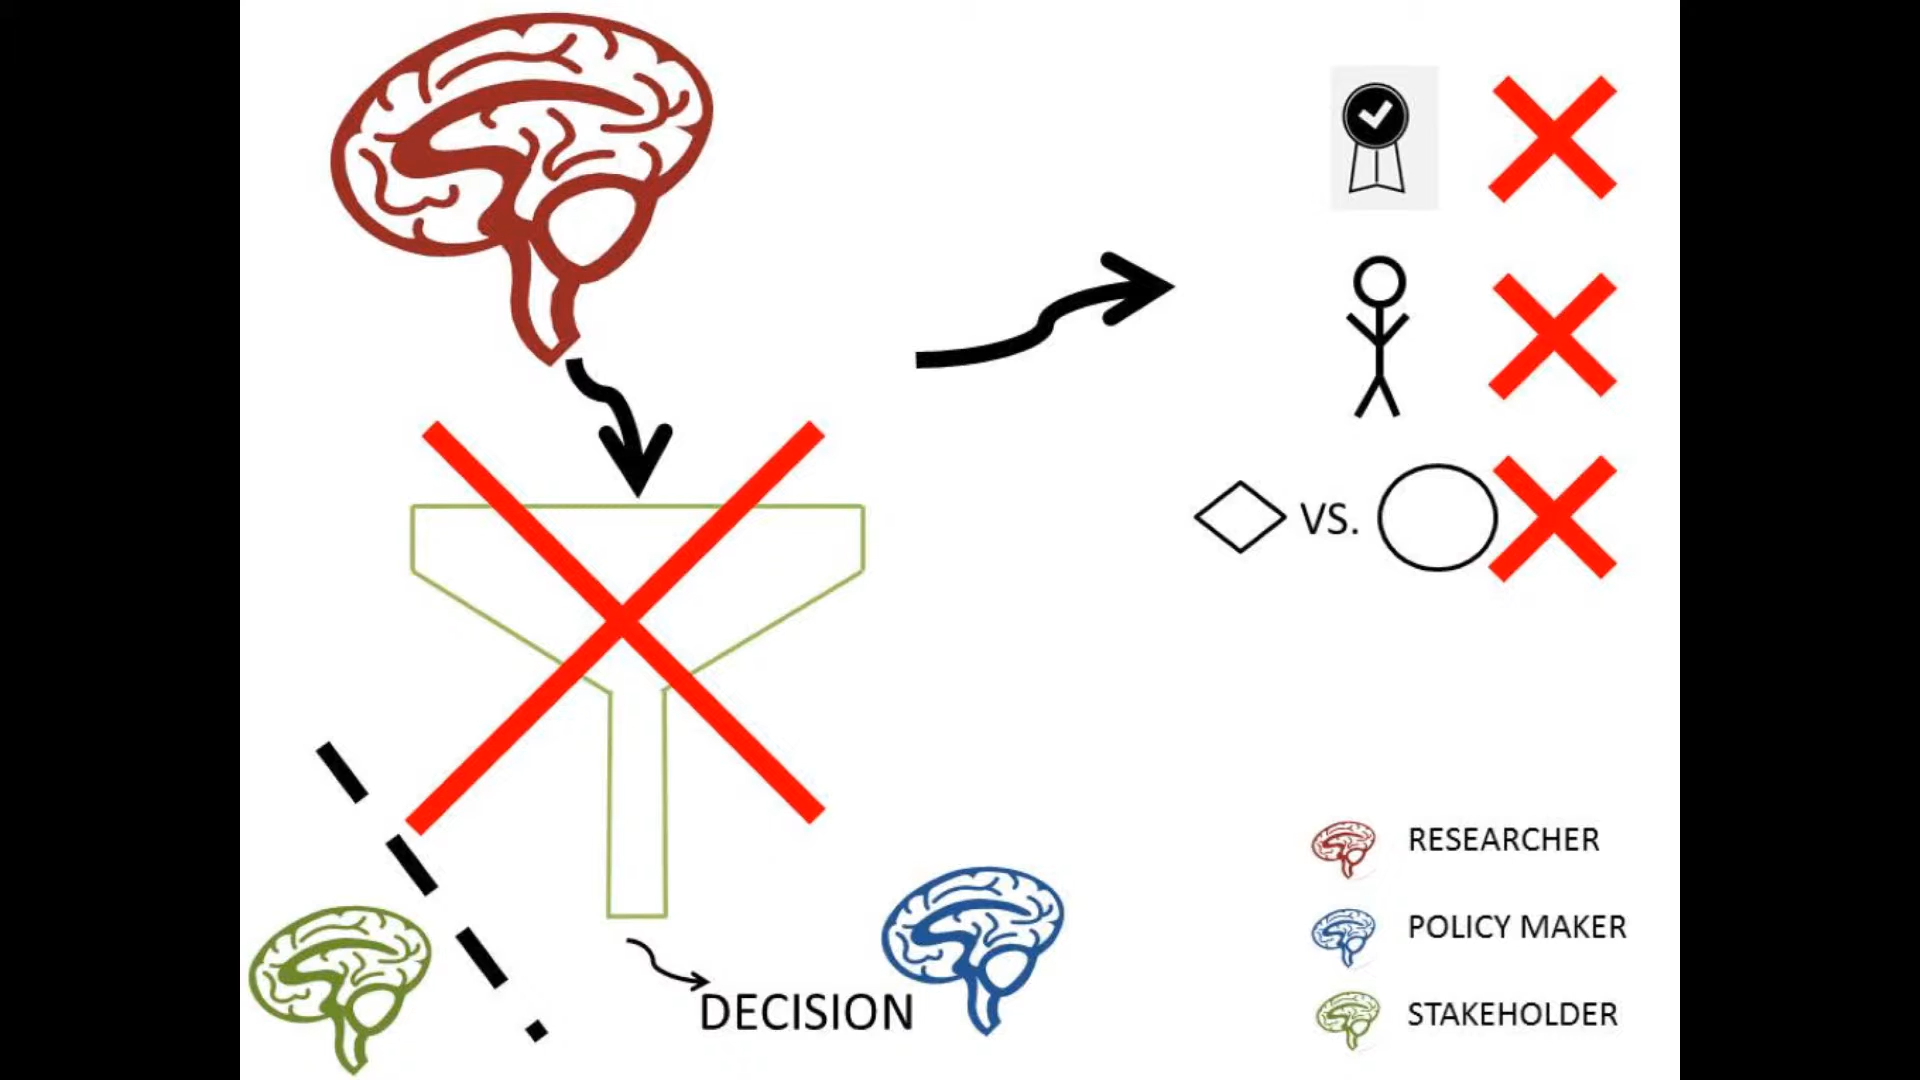 VS.
RESEARCHER
POLICY MAKER
DECISION
STAKEHOLDER